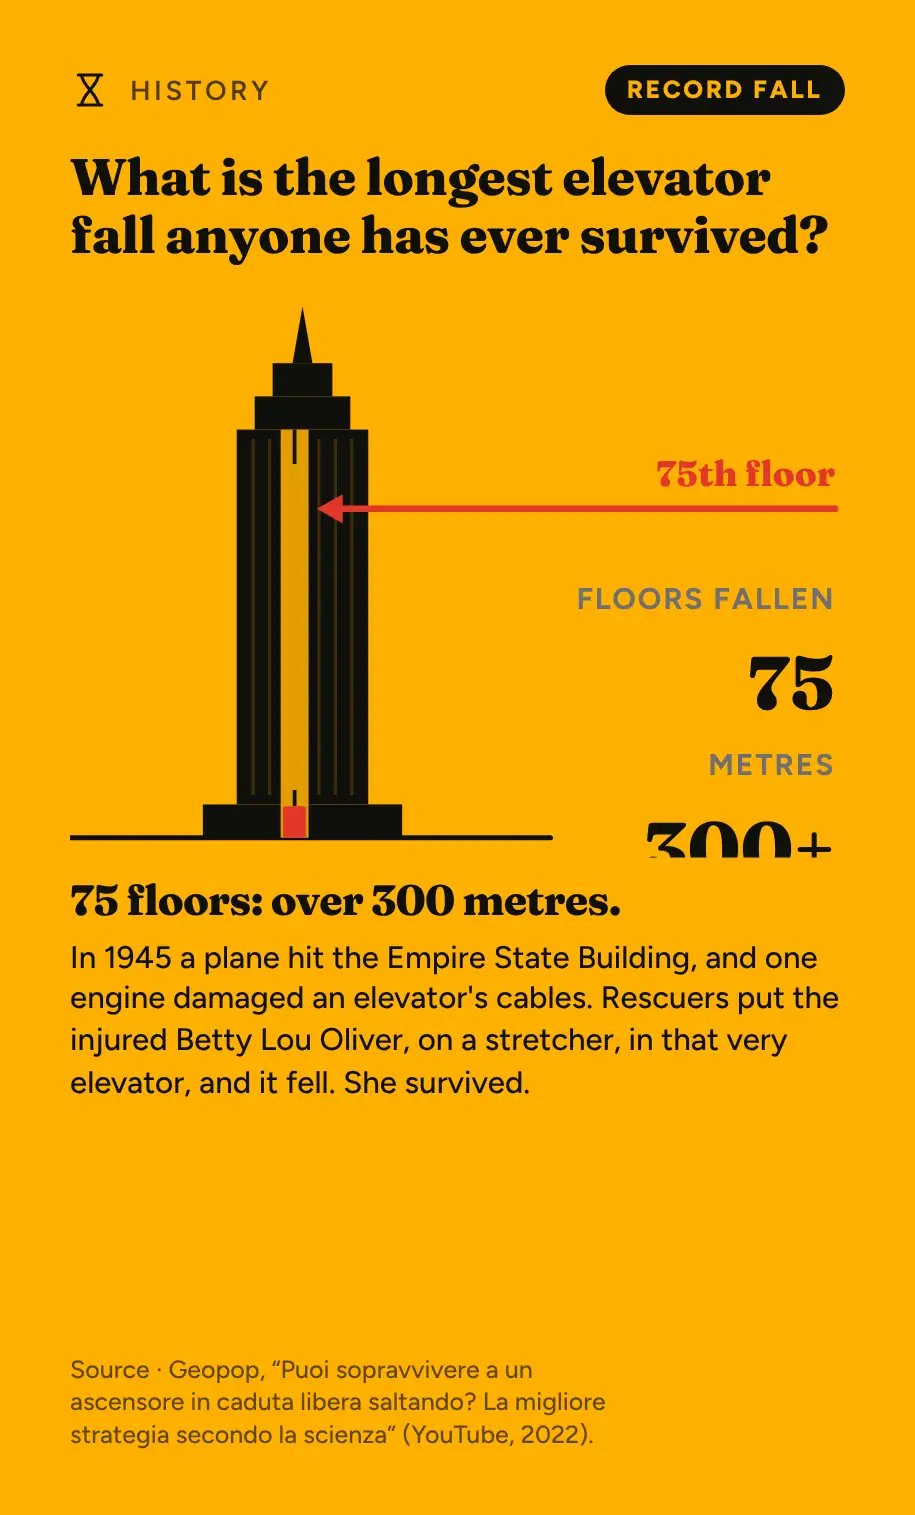 HISTORY
RECORD FALL
What is the longest elevator
fall anyone has ever survived?
75th floor
FLOORS FALLEN
75
METRES
300+
75 floors: over 300 metres.
In 1945 a plane hit the Empire State Building, and one
engine damaged an elevator's cables. Rescuers put the
injured Betty Lou Oliver, on a stretcher, in that very
elevator, and it fell. She survived.
Source · Geopop, “Puoi sopravvivere a un
ascensore in caduta libera saltando? La migliore
strategia secondo la scienza” (YouTube, 2022).